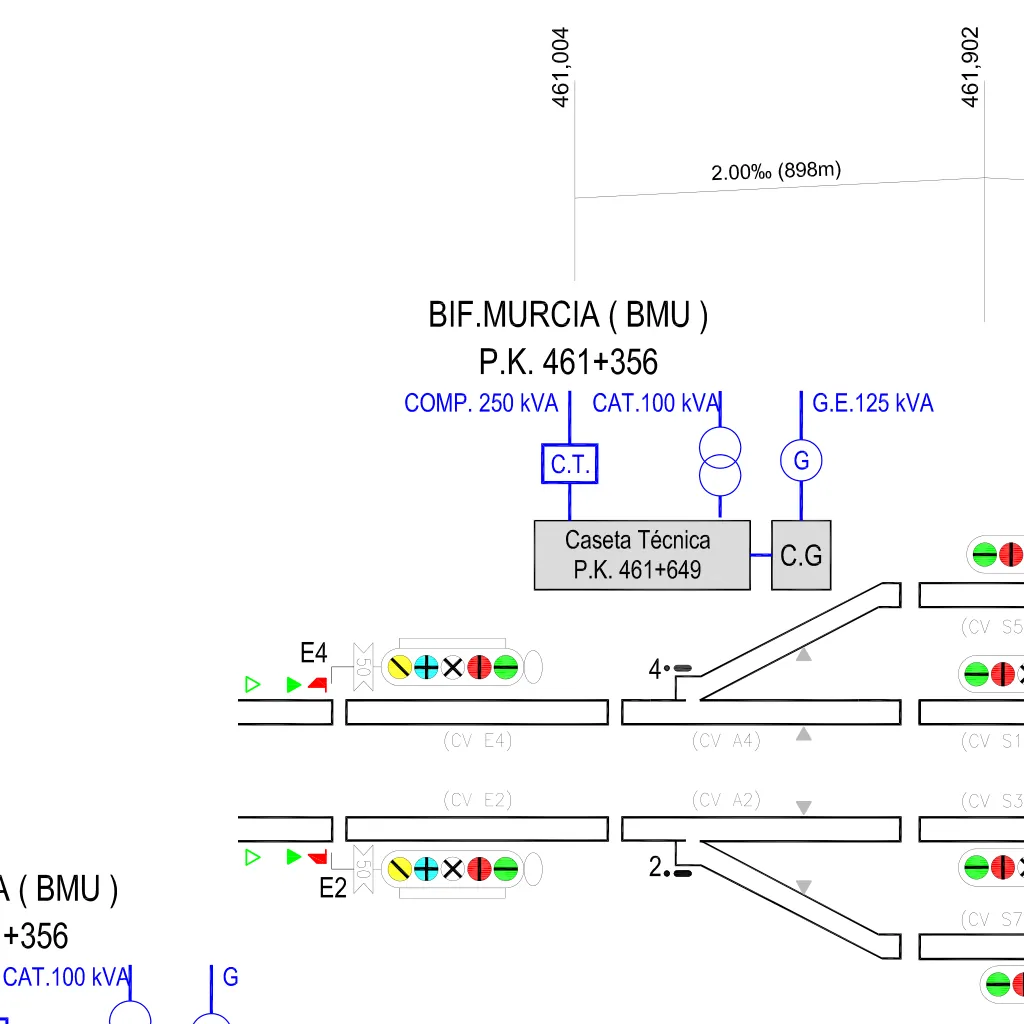 461,004
461,902
2.00‰ (898m)
BIF.MURCIA ( BMU )
P.K. 461+356
COMP. 250 kVA
CAT.100 kVA
G.E.125 kVA
C.T.
G
Caseta Técnica
P.K. 461+649
C.G
(CV S5
E4
50
4
(CV E4)
(CV A4)
(CV S1
(CV E2)
(CV A2)
(CV S3
E2
50
2
(CV S7
A ( BMU )
+356
CAT.100 kVA
G